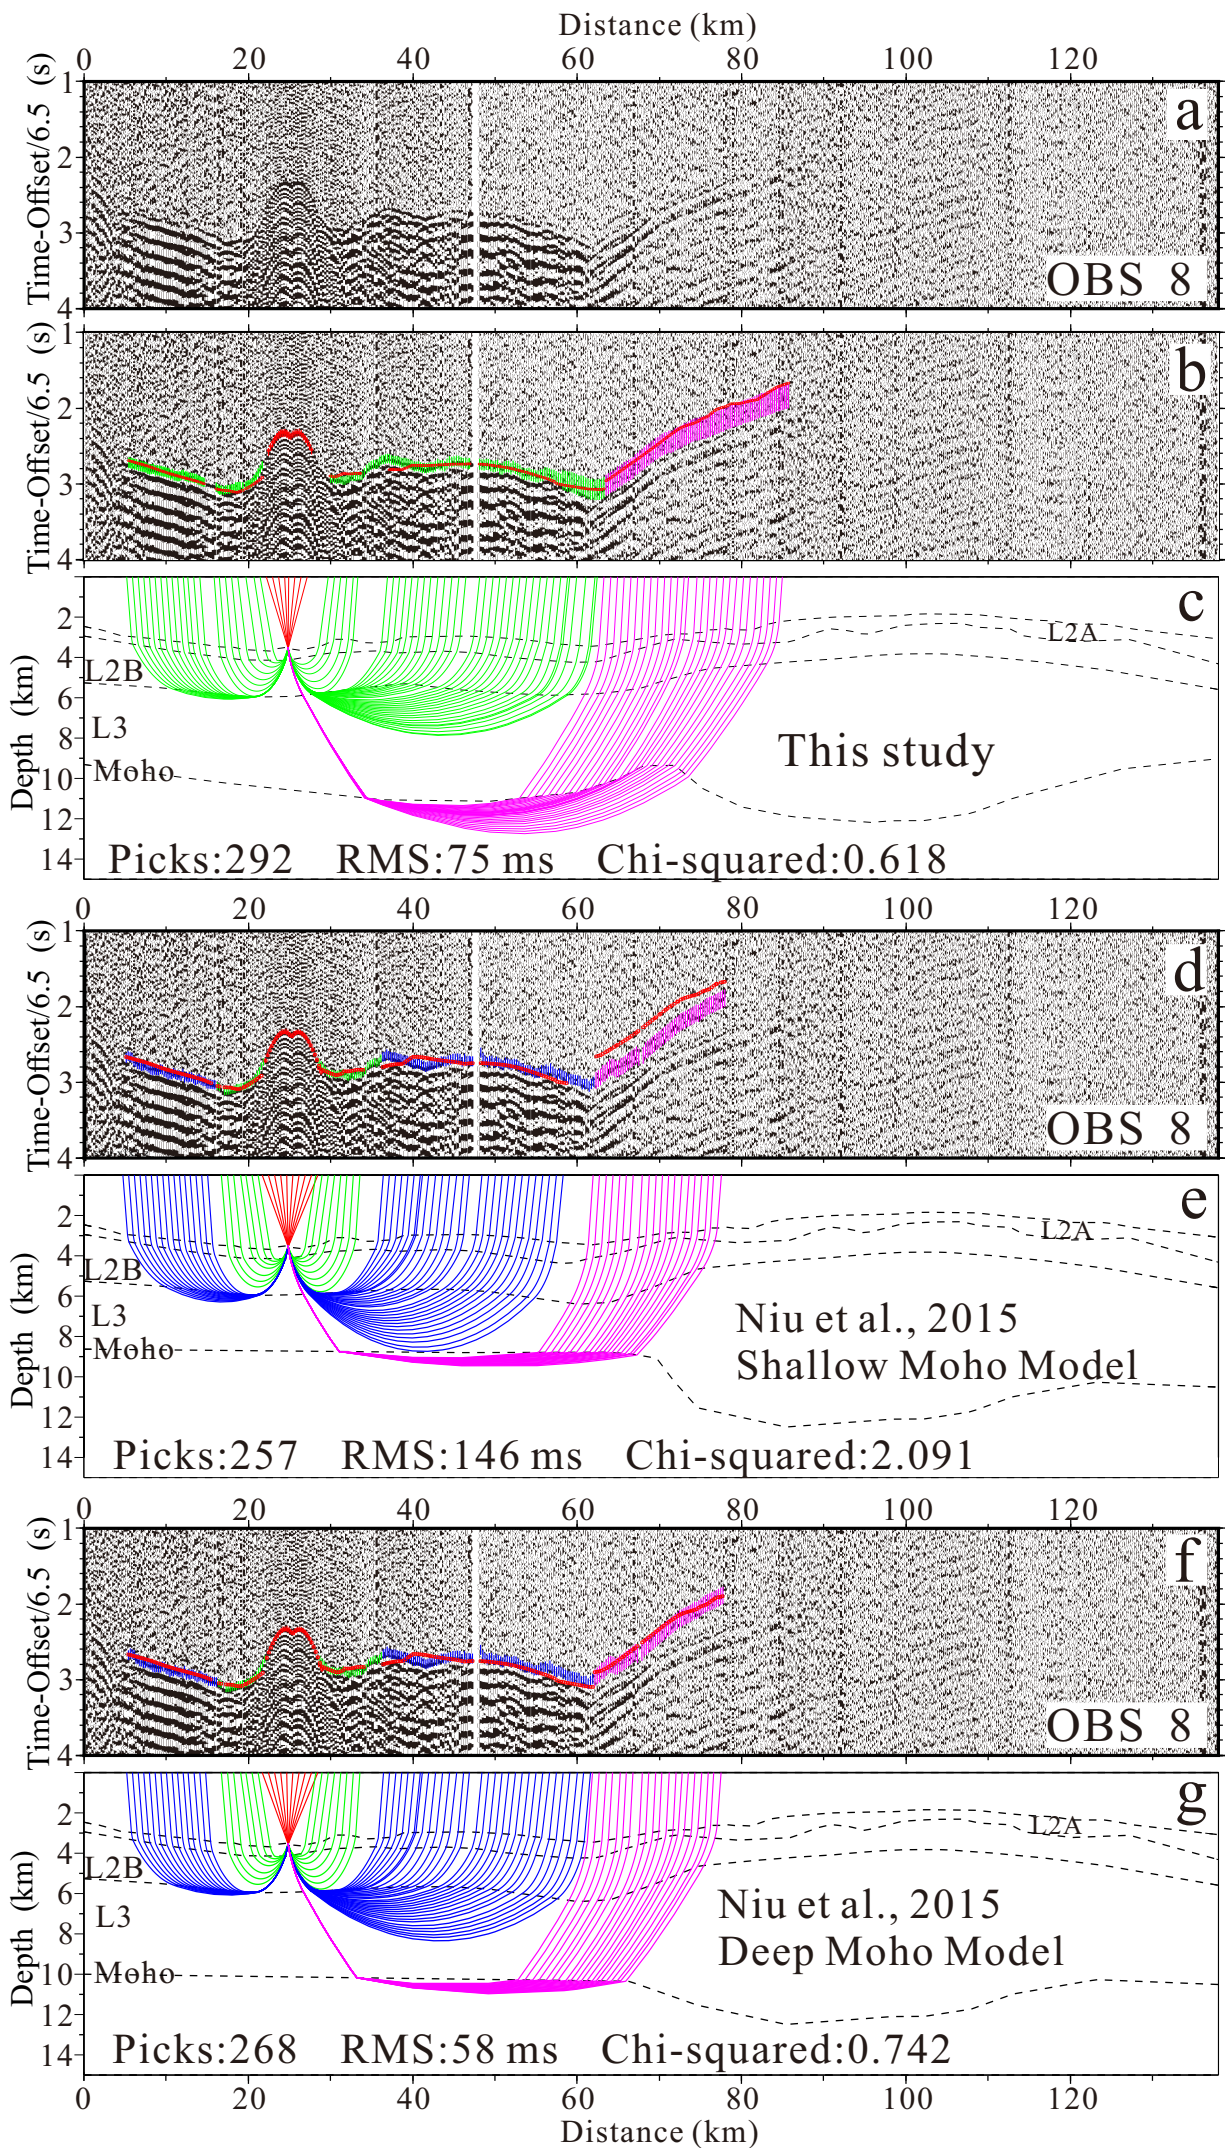 Distance (km)
0 20 40 60 80 100 120
Time-Offset/6.5 (s)
1
2
3
4
a
OBS 8
Time-Offset/6.5 (s)
1
2
3
4
b
Depth (km)
2
4
6
8
10
12
14
c
L2A
L2B
L3
Moho
This study
Picks:292 RMS:75 ms Chi-squared:0.618
0 20 40 60 80 100 120
Time-Offset/6.5 (s)
1
2
3
4
d
OBS 8
Depth (km)
2
4
6
8
10
12
14
e
L2A
L2B
L3
Moho
Niu et al., 2015
Shallow Moho Model
Picks:257 RMS:146 ms Chi-squared:2.091
0 20 40 60 80 100 120
Time-Offset/6.5 (s)
1
2
3
4
f
OBS 8
Depth (km)
2
4
6
8
10
12
14
g
L2A
L2B
L3
Moho
Niu et al., 2015
Deep Moho Model
Picks:268 RMS:58 ms Chi-squared:0.742
0 20 40 60 80 100 120
Distance (km)